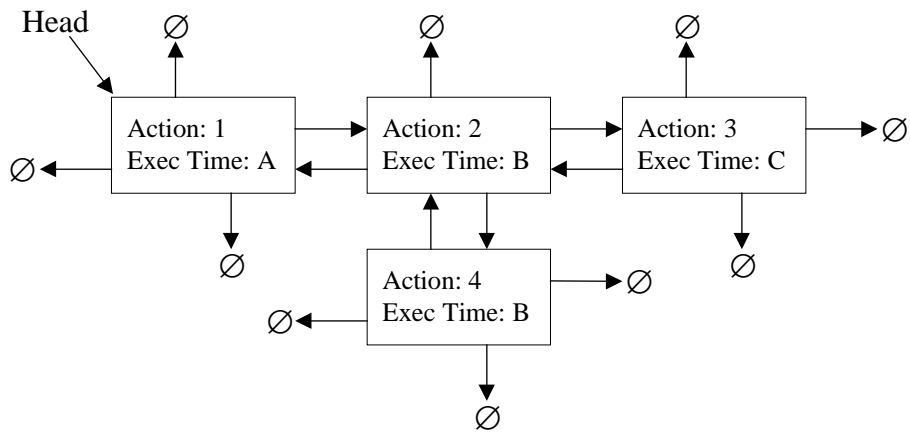 Head
∅ ∅ ∅
Action: 1
Exec Time: A
Action: 2
Exec Time: B
Action: 3
Exec Time: C
∅ ∅
∅ ∅
Action: 4
Exec Time: B
∅ ∅
∅